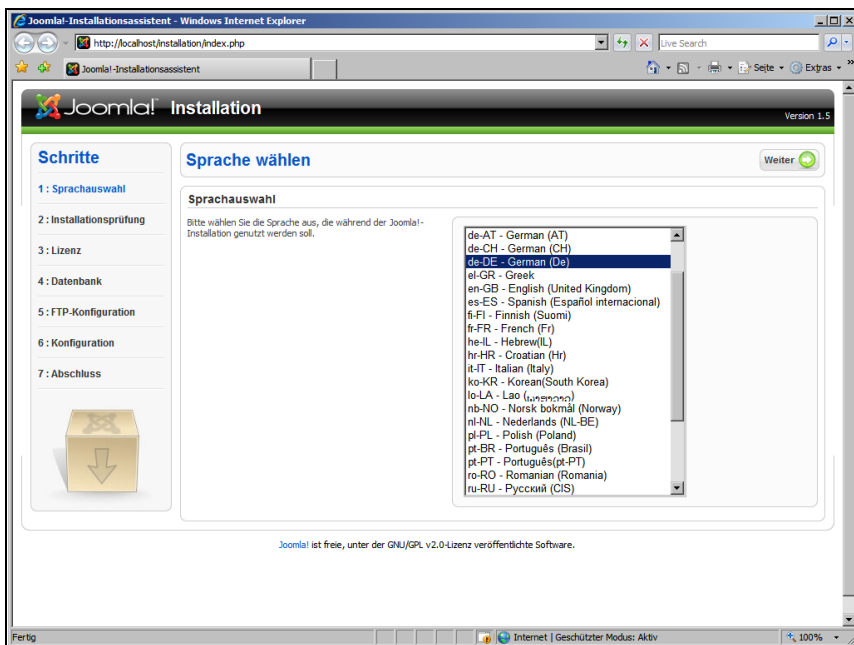 Joomla!-Installationsassistent - Windows Internet Explorer
http://localhost/installation/index.php
Live Search
Joomla!-Installationsassistent
Seite
Extras
Joomla! Installation
Version 1.5
Schritte
1 : Sprachauswahl
2 : Installationsprüfung
3 : Lizenz
4 : Datenbank
5 : FTP-Konfiguration
6 : Konfiguration
7 : Abschluss
Sprache wählen
Weiter
Sprachauswahl
Bitte wählen Sie die Sprache aus, die während der Joomla!-
Installation genutzt werden soll.
de-AT - German (AT)
de-CH - German (CH)
de-DE - German (De)
el-GR - Greek
en-GB - English (United Kingdom)
es-ES - Spanish (Español internacional)
fi-FI - Finnish (Suomi)
fr-FR - French (Fr)
he-IL - Hebrew(IL)
hr-HR - Croatian (Hr)
it-IT - Italian (Italy)
ko-KR - Korean(South Korea)
lo-LA - Lao
nb-NO - Norsk bokmål (Norway)
nl-NL - Nederlands (NL-BE)
pl-PL - Polish (Poland)
pt-BR - Português (Brasil)
pt-PT - Português(pt-PT)
ro-RO - Romanian (Romania)
ru-RU - Русский (CIS)
Joomla! ist freie, unter der GNU/GPL v2.0-Lizenz veröffentlichte Software.
Fertig
Internet | Geschützter Modus: Aktiv
100%